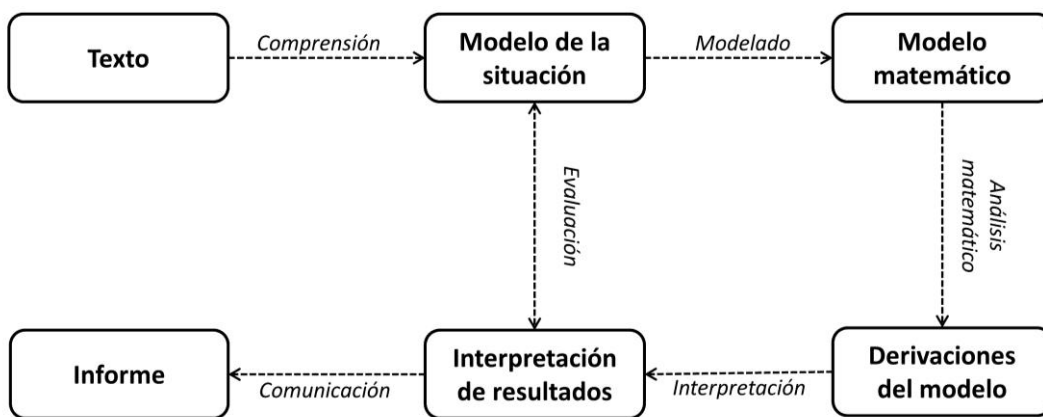 Texto
Comprensión
Modelo de la
situación
Modelado
Modelo
matemático
Evaluación
Análisis
matemático
Informe
Comunicación
Interpretación
de resultados
Interpretación
Derivaciones
del modelo